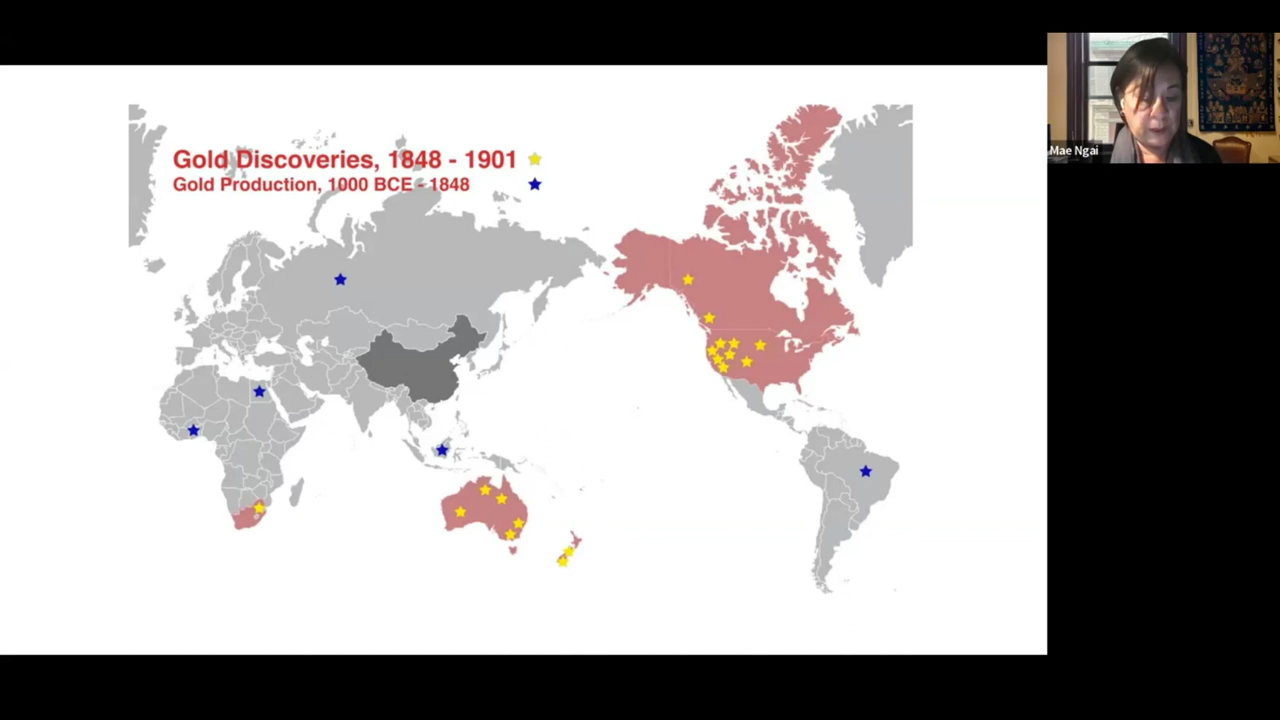 Gold Discoveries, 1848 - 1901
Gold Production, 1000 BCE - 1848
Mae Ngai